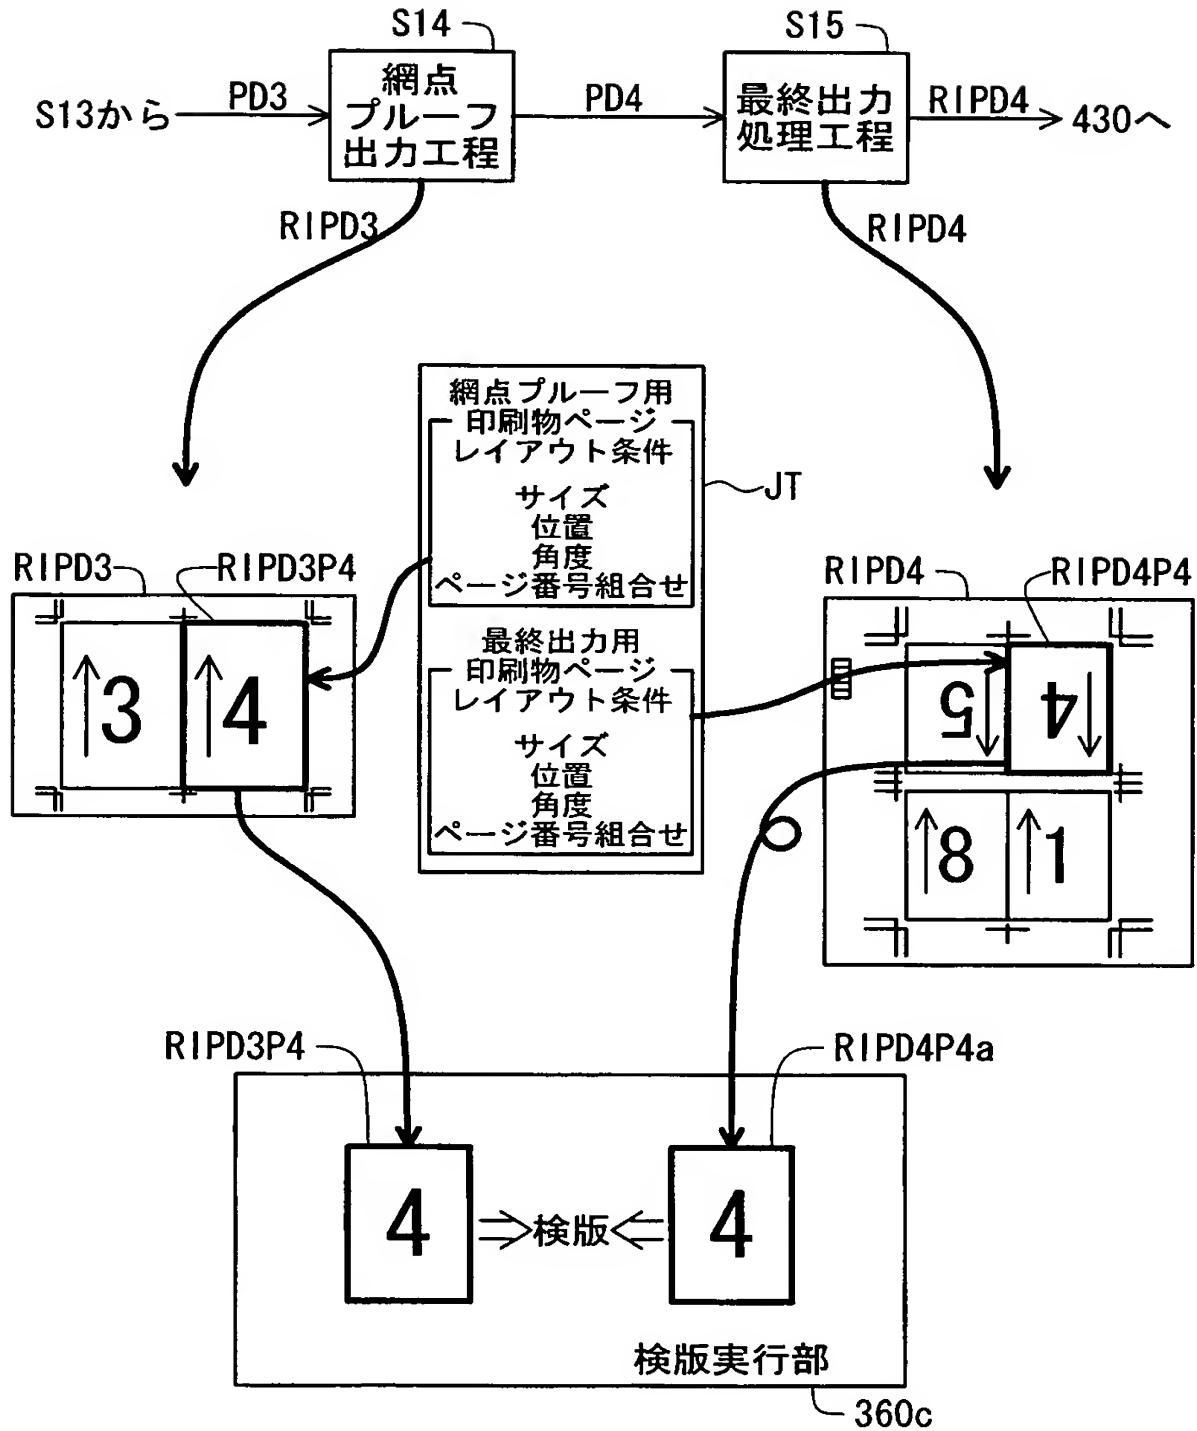 S14
S15
S13から
PD3
網点
プルーフ
出力工程
PD4
最終出力
処理工程
RIPD4
430へ
RIPD3
RIPD4
網点プルーフ用
印刷物ページ
レイアウト条件
サイズ
位置
角度
ページ番号組合せ
JT
最終出力用
印刷物ページ
レイアウト条件
サイズ
位置
角度
ページ番号組合せ
RIPD3
RIPD3P4
3
4
RIPD4
RIPD4P4
5
4
8
1
RIPD3P4
RIPD4P4a
4
検版
4
検版実行部
360c